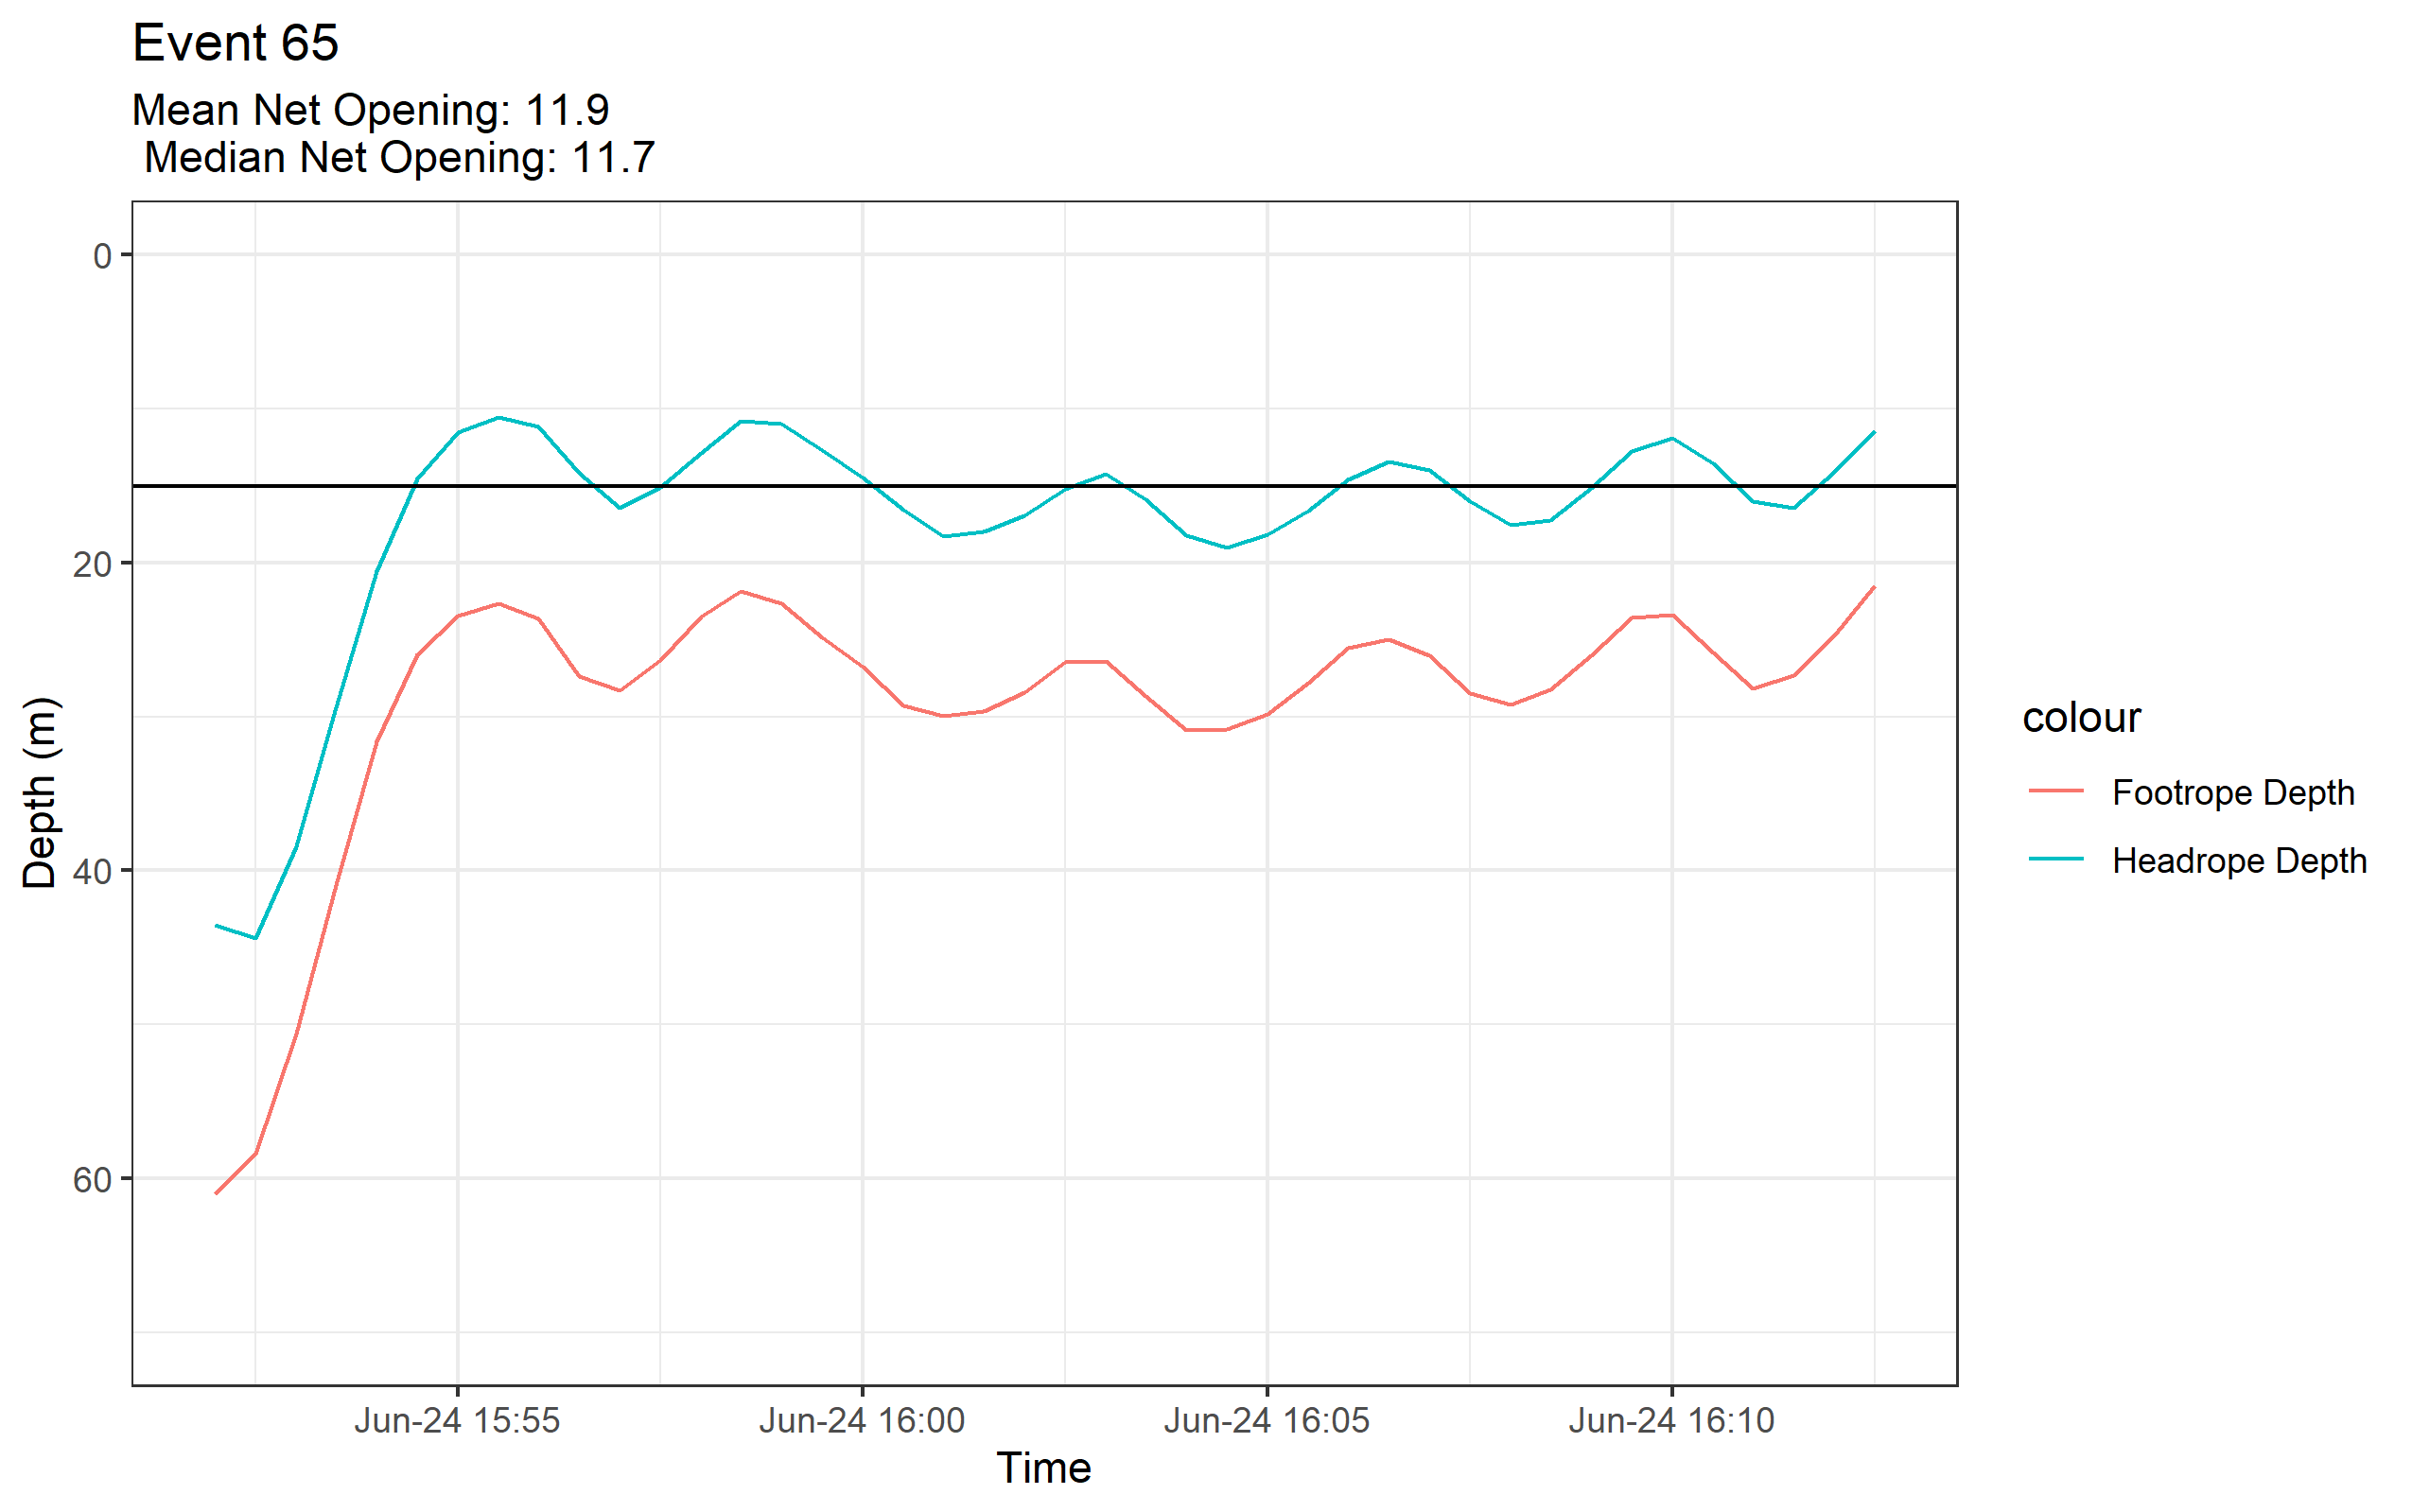 Event 65
Mean Net Opening: 11.9
Median Net Opening: 11.7
0
20
40
60
Depth (m)
Jun-24 15:55
Jun-24 16:00
Jun-24 16:05
Jun-24 16:10
Time
colour
Footrope Depth
Headrope Depth